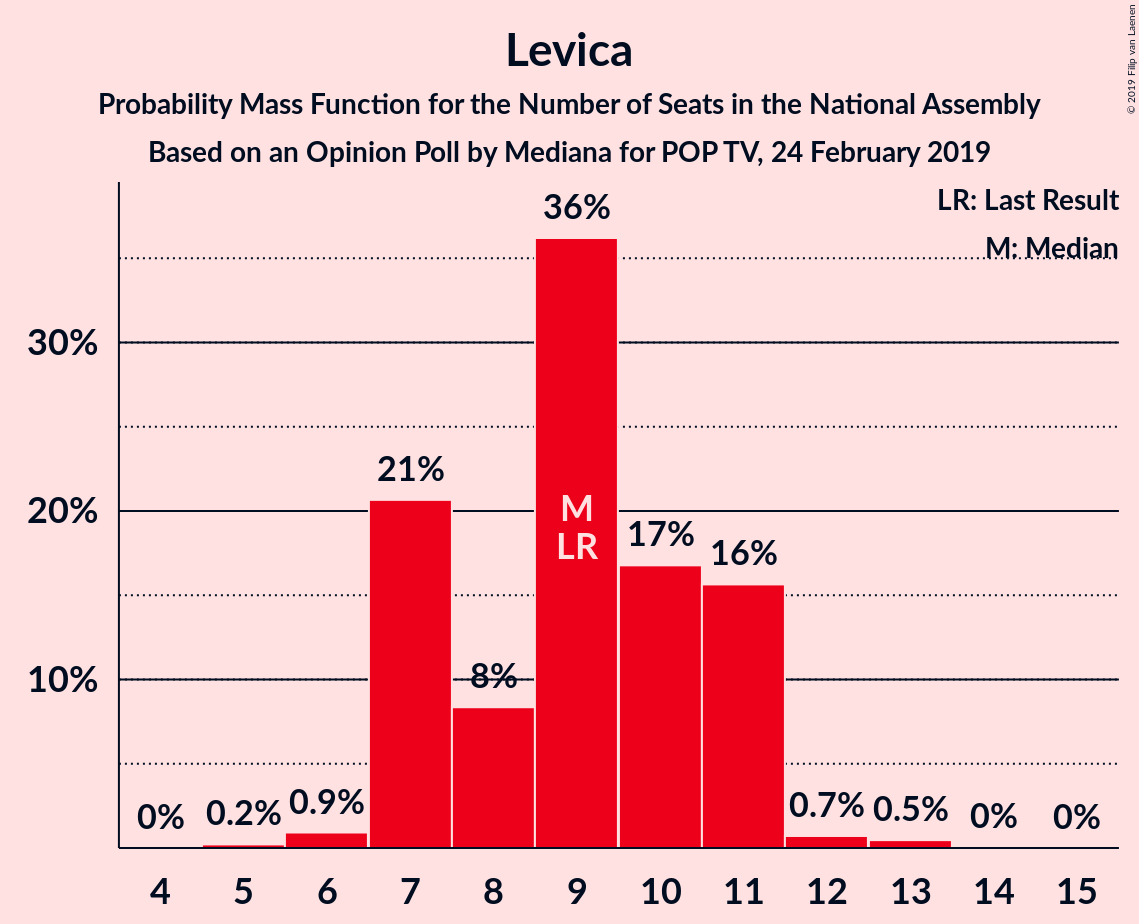 Levica
Probability Mass Function for the Number of Seats in the National Assembly
Based on an Opinion Poll by Mediana for POP TV, 24 February 2019
© 2019 Filip van Laenen
LR: Last Result
M: Median
30%
20%
10%
0%
0.2%
0.9%
21%
8%
36%
M
LR
17%
16%
0.7%
0.5%
0%
0%
4 5 6 7 8 9 10 11 12 13 14 15